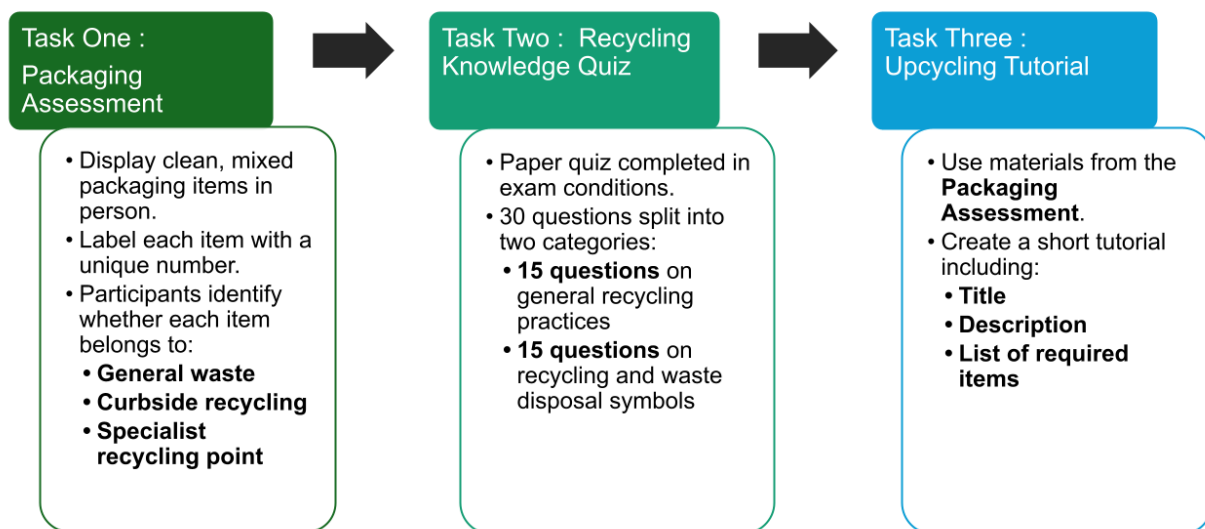 Task One :
Packaging
Assessment
• Display clean, mixed
packaging items in
person.
• Label each item with a
unique number.
• Participants identify
whether each item
belongs to:
• General waste
• Curbside recycling
• Specialist
recycling point
Task Two : Recycling
Knowledge Quiz
• Paper quiz completed in
exam conditions.
• 30 questions split into
two categories:
• 15 questions on
general recycling
practices
• 15 questions on
recycling and waste
disposal symbols
Task Three :
Upcycling Tutorial
• Use materials from the
Packaging
Assessment.
• Create a short tutorial
including:
• Title
• Description
• List of required
items